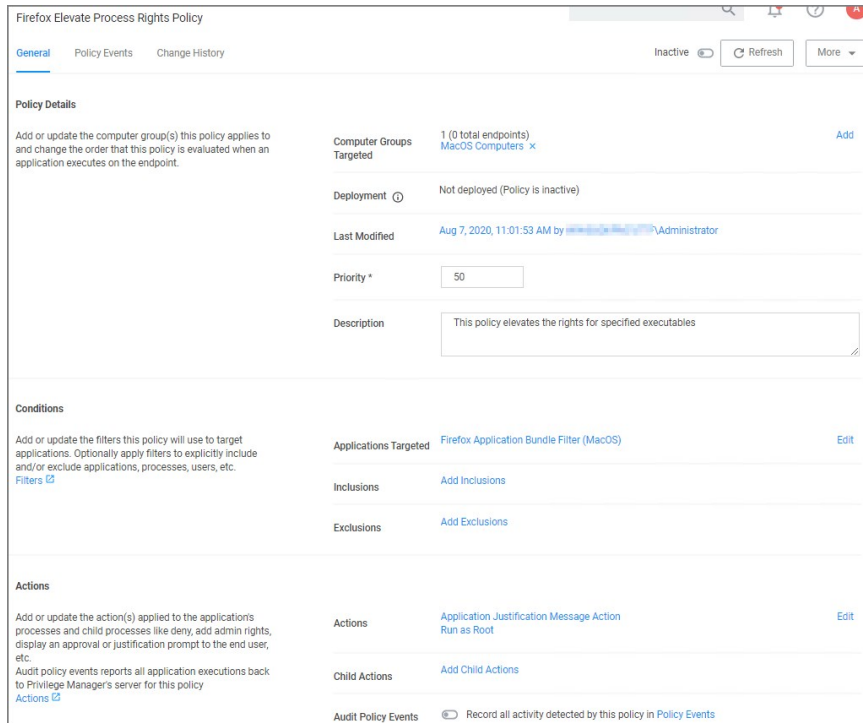 Firefox Elevate Process Rights Policy
A
General Policy Events Change History Inactive Refresh More
Policy Details
Add or update the computer group(s) this policy applies to
and change the order that this policy is evaluated when an
application executes on the endpoint.
Computer Groups
Targeted
1 (0 total endpoints)
MacOS Computers ×
Add
Deployment Not deployed (Policy is inactive)
Last Modified Aug 7, 2020, 11:01:53 AM by \Administrator
Priority * 50
Description This policy elevates the rights for specified executables
Conditions
Add or update the filters this policy will use to target
applications. Optionally apply filters to explicitly include
and/or exclude applications, processes, users, etc.
Filters
Applications Targeted Firefox Application Bundle Filter (MacOS) Edit
Inclusions Add Inclusions
Exclusions Add Exclusions
Actions
Add or update the action(s) applied to the application's
processes and child processes like deny, add admin rights,
display an approval or justification prompt to the end user,
etc.
Audit policy events reports all application executions back
to Privilege Manager's server for this policy
Actions
Actions Application Justification Message Action Edit
Run as Root
Child Actions Add Child Actions
Audit Policy Events Record all activity detected by this policy in Policy Events